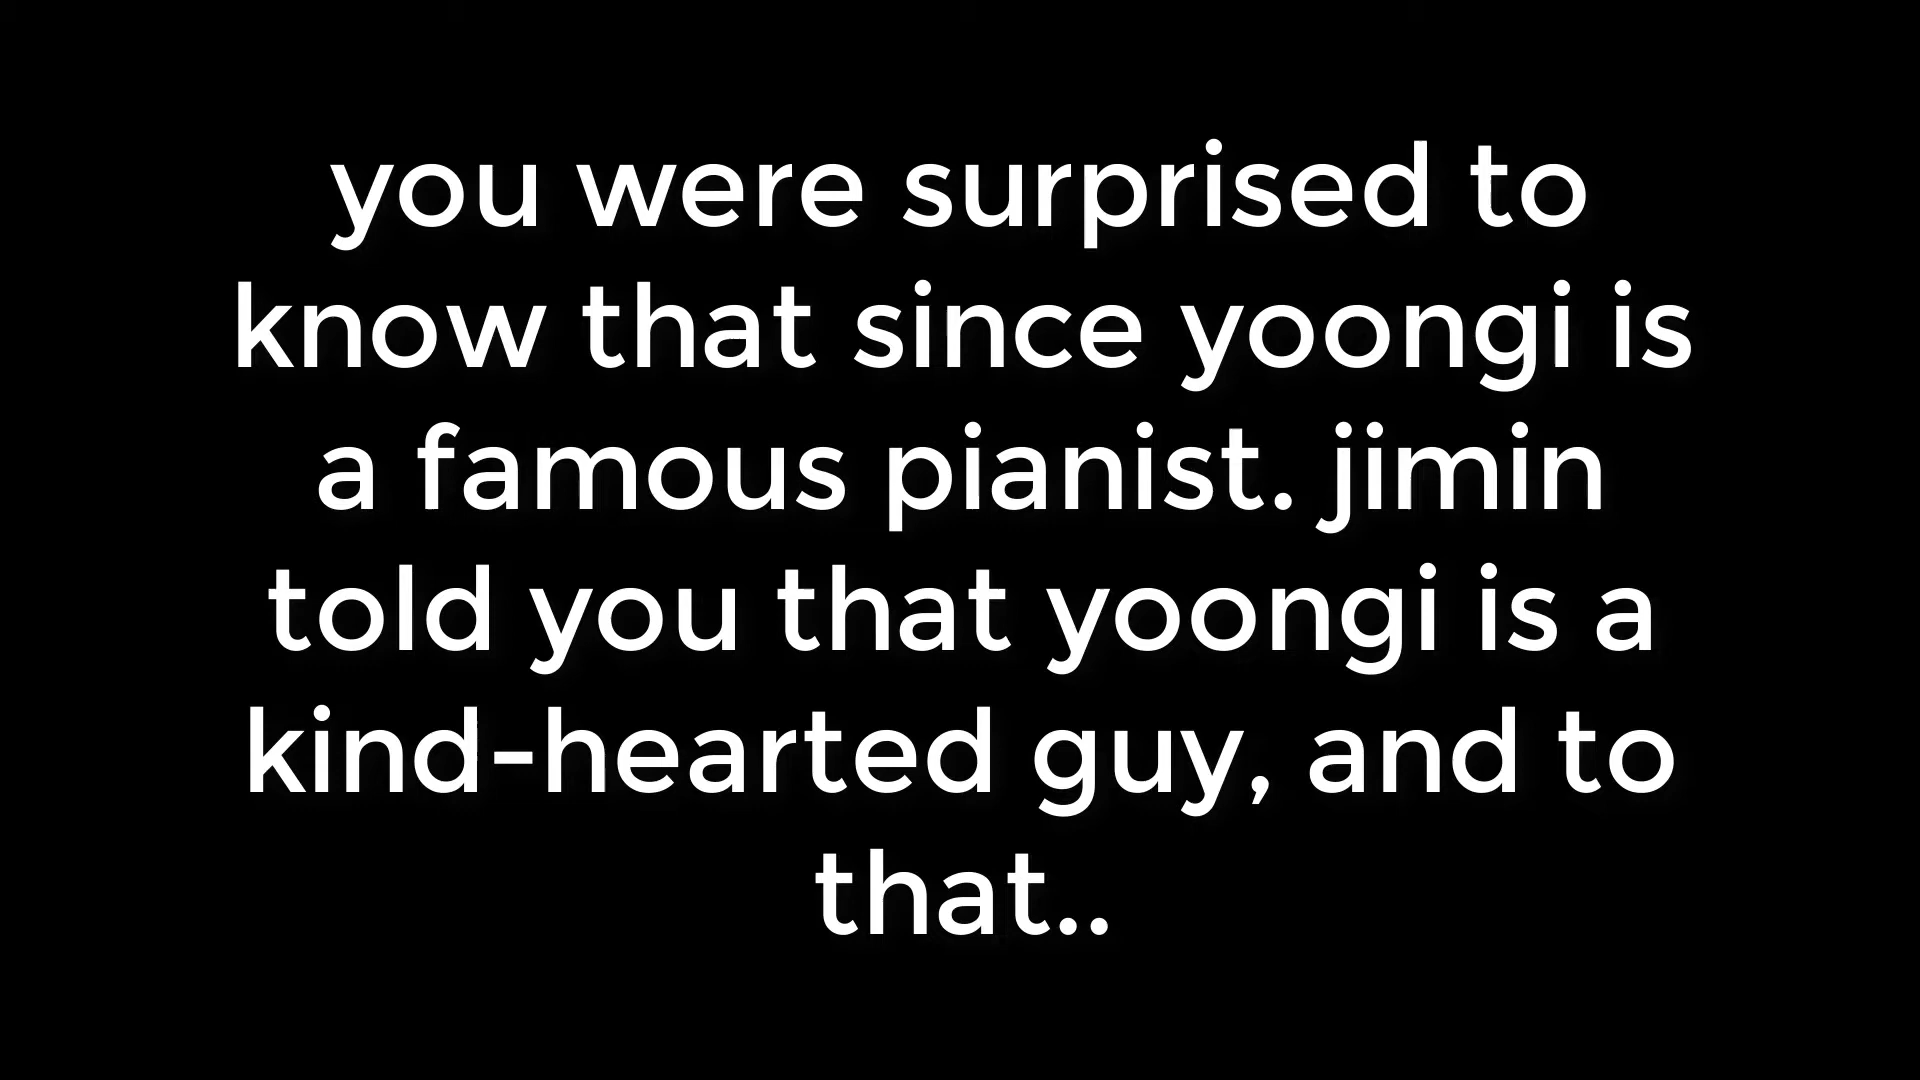 you were surprised to
know that since yoongi is
a famous pianist. jimin
told you that yoongi is a
kind-hearted guy, and to
that..